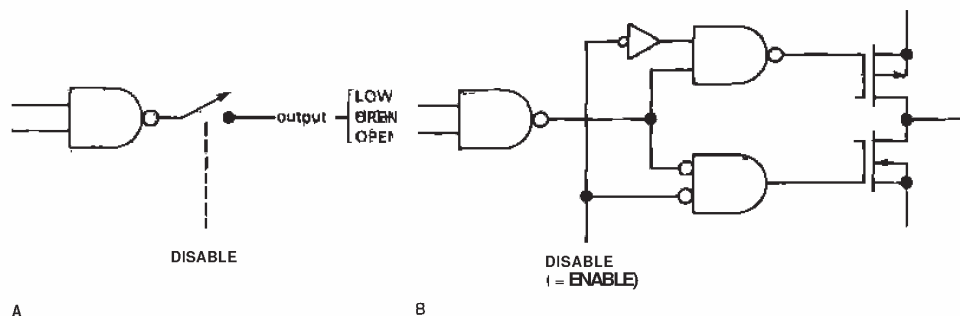 output
LOW
OPEN
DISABLE
DISABLE
(= ENABLE)
A
B